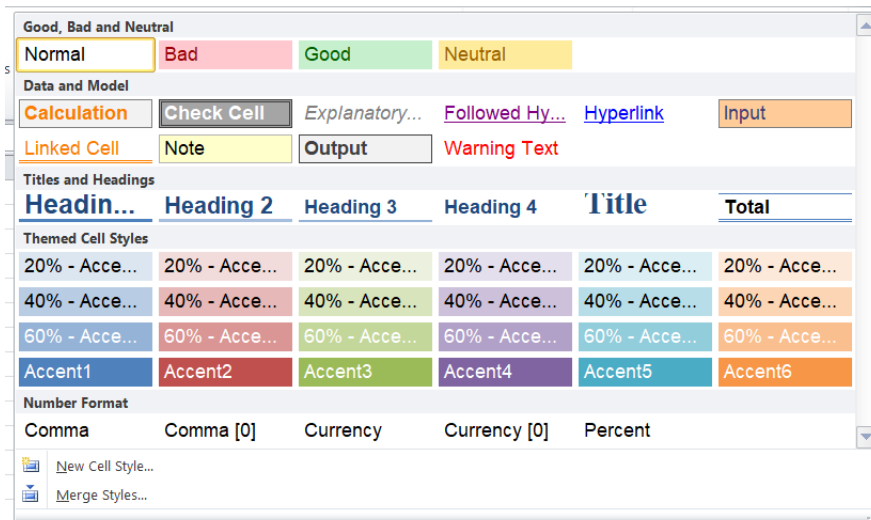 Good, Bad and Neutral
Normal Bad Good Neutral
s
Data and Model
Calculation Check Cell Explanatory... Followed Hy... Hyperlink Input
Linked Cell Note Output Warning Text
Titles and Headings
Headin... Heading 2 Heading 3 Heading 4 Title Total
Themed Cell Styles
20% - Acce... 20% - Acce... 20% - Acce... 20% - Acce... 20% - Acce... 20% - Acce...
40% - Acce... 40% - Acce... 40% - Acce... 40% - Acce... 40% - Acce... 40% - Acce...
60% - Acce... 60% - Acce... 60% - Acce... 60% - Acce... 60% - Acce... 60% - Acce...
Accent1 Accent2 Accent3 Accent4 Accent5 Accent6
Number Format
Comma Comma [0] Currency Currency [0] Percent
New Cell Style...
Merge Styles...